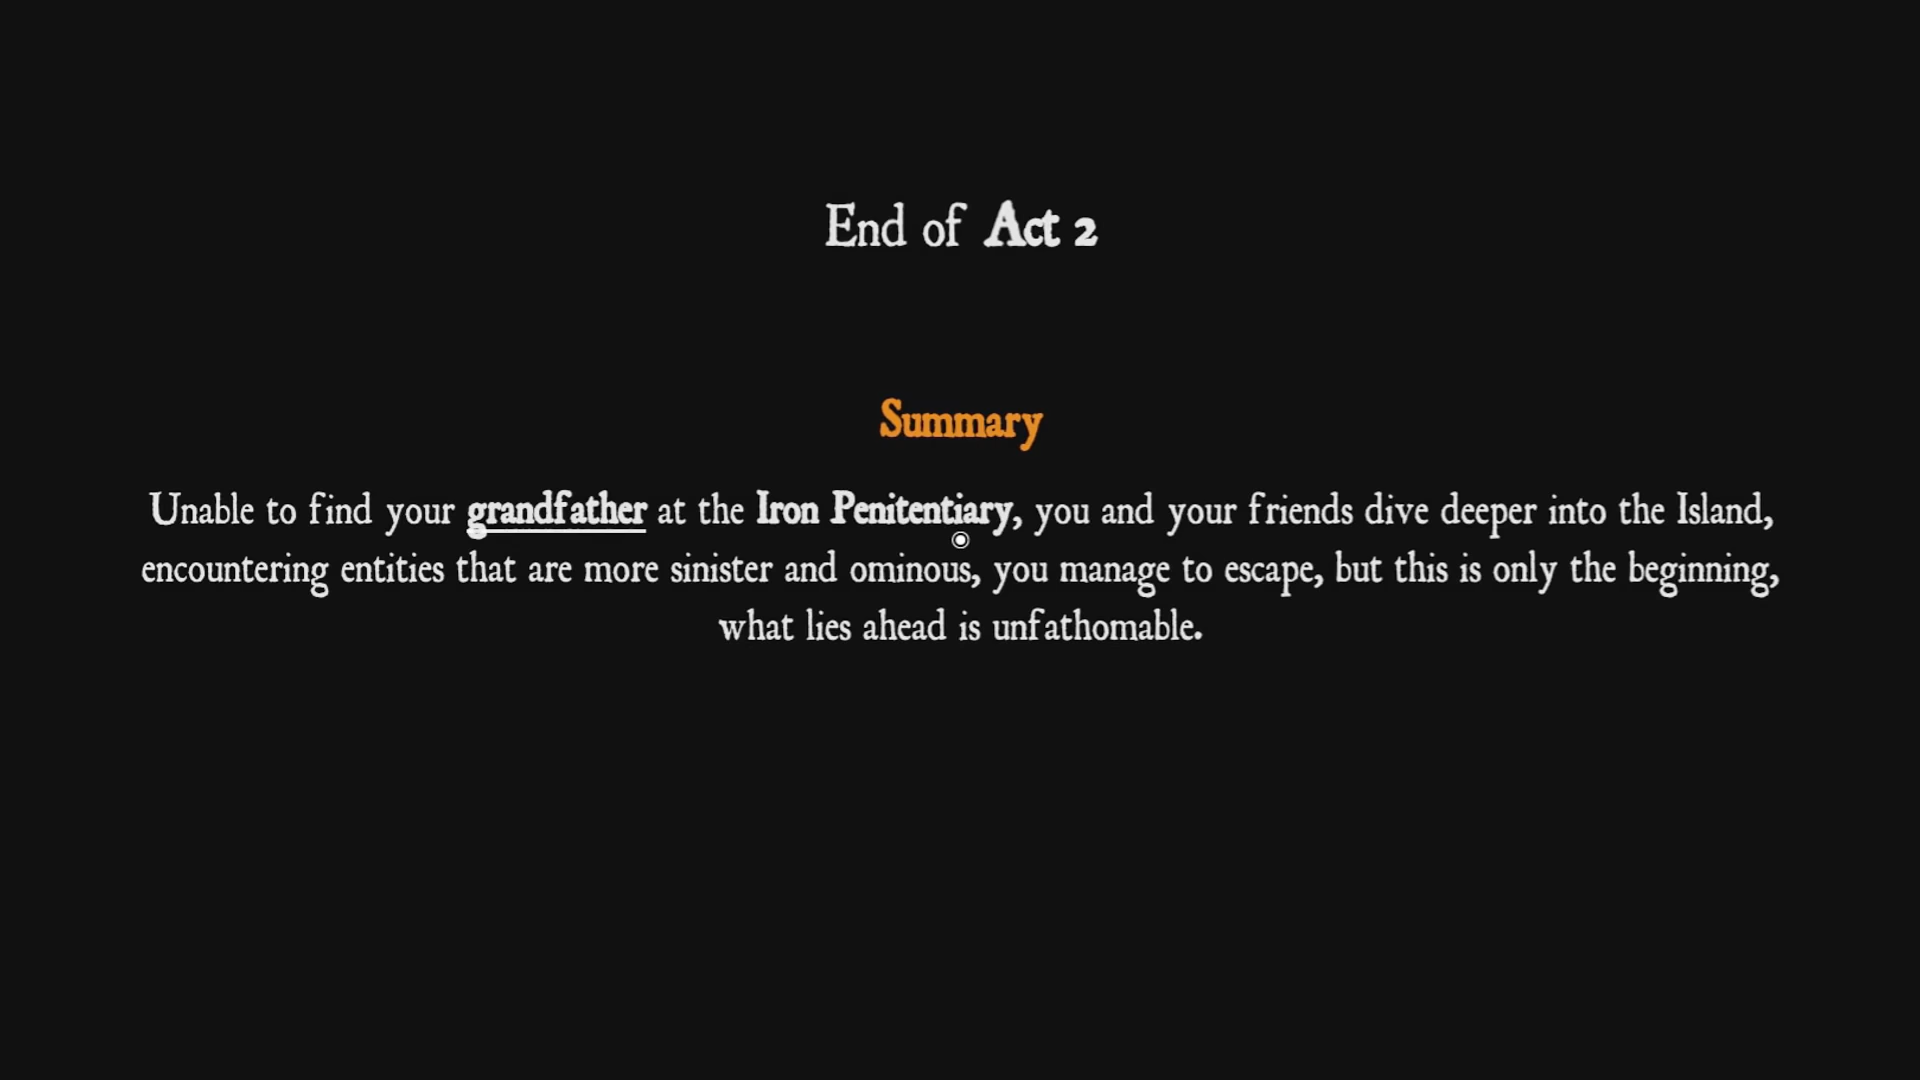 End of Act 2
Summary
Unable to find your grandfather at the Iron Penitentiary, you and your friends dive deeper into the Island,
encountering entities that are more sinister and ominous, you manage to escape, but this is only the beginning,
what lies ahead is unfathomable.